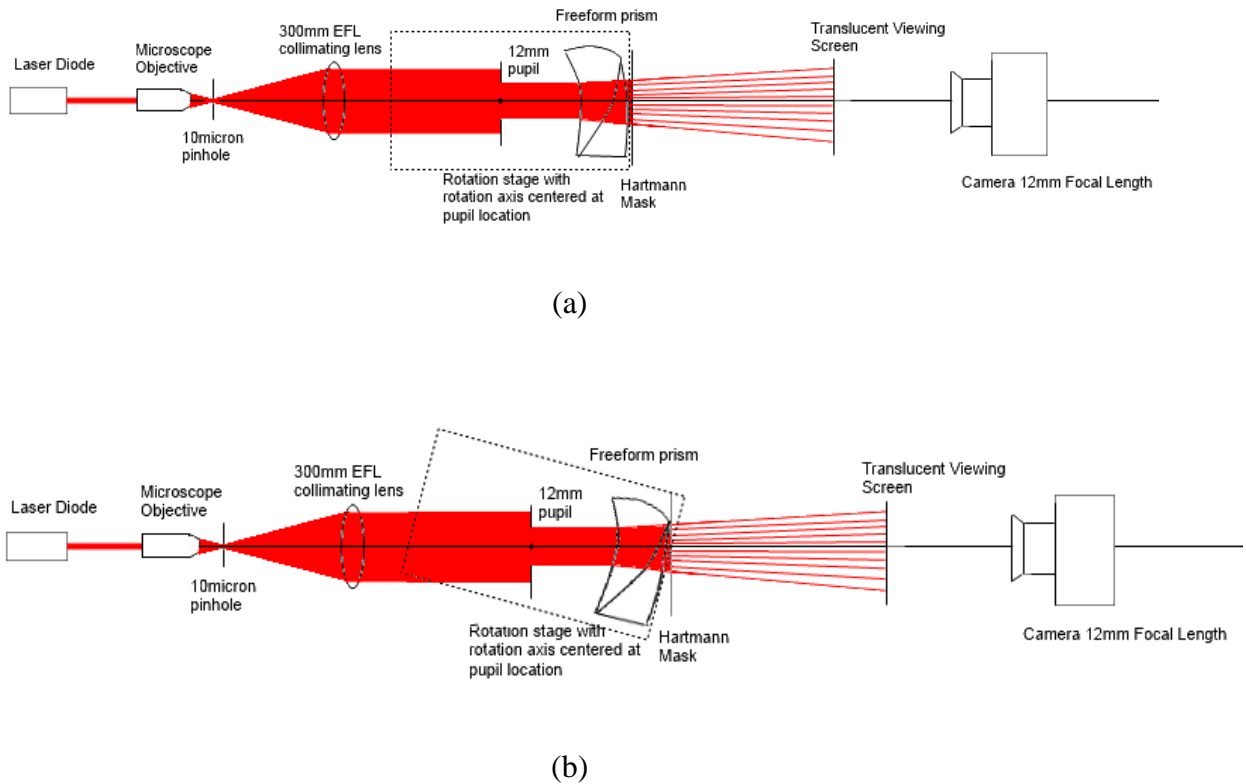 Freeform prism
300mm EFL
collimating lens
Microscope
Objective
Laser Diode
12mm
pupil
Translucent Viewing
Screen
10micron
pinhole
Rotation stage with
rotation axis centered at
pupil location
Hartmann
Mask
Camera 12mm Focal Length
(a)
Freeform prism
300mm EFL
collimating lens
Microscope
Objective
Laser Diode
12mm
pupil
Translucent Viewing
Screen
10micron
pinhole
Rotation stage with
rotation axis centered at
pupil location
Hartmann
Mask
Camera 12mm Focal Length
(b)